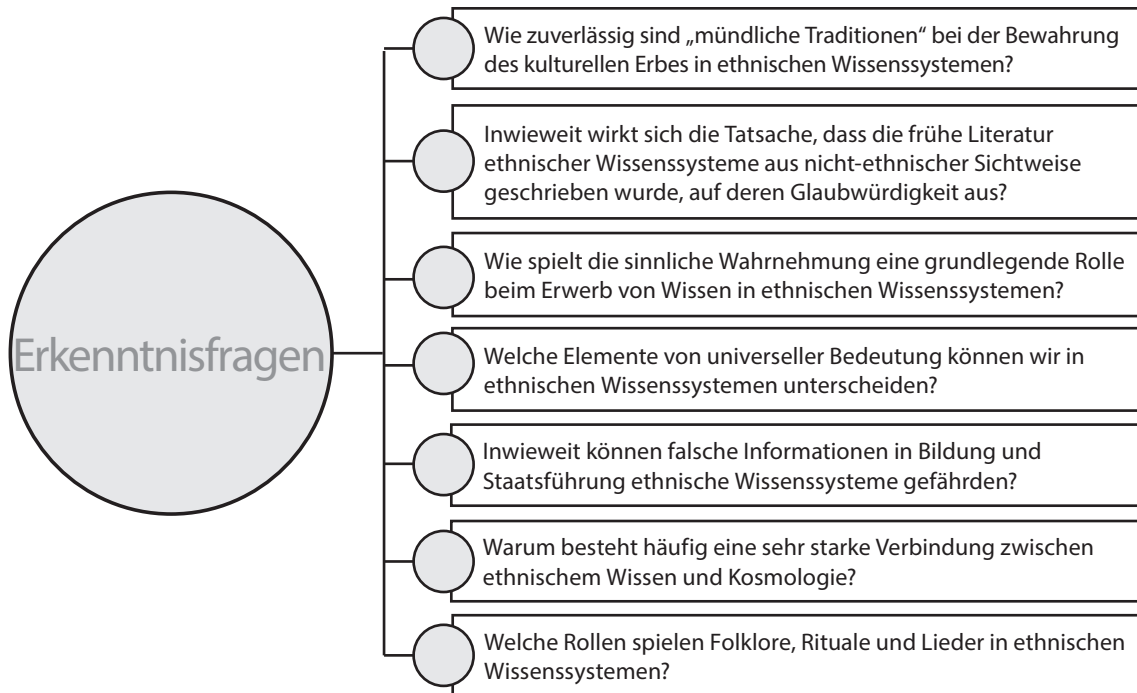 Erkenntnisfragen
Wie zuverlässig sind „mündliche Traditionen“ bei der Bewahrung
des kulturellen Erbes in ethnischen Wissenssystemen?
Inwieweit wirkt sich die Tatsache, dass die frühe Literatur
ethnischer Wissenssysteme aus nicht-ethnischer Sichtweise
geschrieben wurde, auf deren Glaubwürdigkeit aus?
Wie spielt die sinnliche Wahrnehmung eine grundlegende Rolle
beim Erwerb von Wissen in ethnischen Wissenssystemen?
Welche Elemente von universeller Bedeutung können wir in
ethnischen Wissenssystemen unterscheiden?
Inwieweit können falsche Informationen in Bildung und
Staatsführung ethnische Wissenssysteme gefährden?
Warum besteht häufig eine sehr starke Verbindung zwischen
ethnischem Wissen und Kosmologie?
Welche Rollen spielen Folklore, Rituale und Lieder in ethnischen
Wissenssystemen?